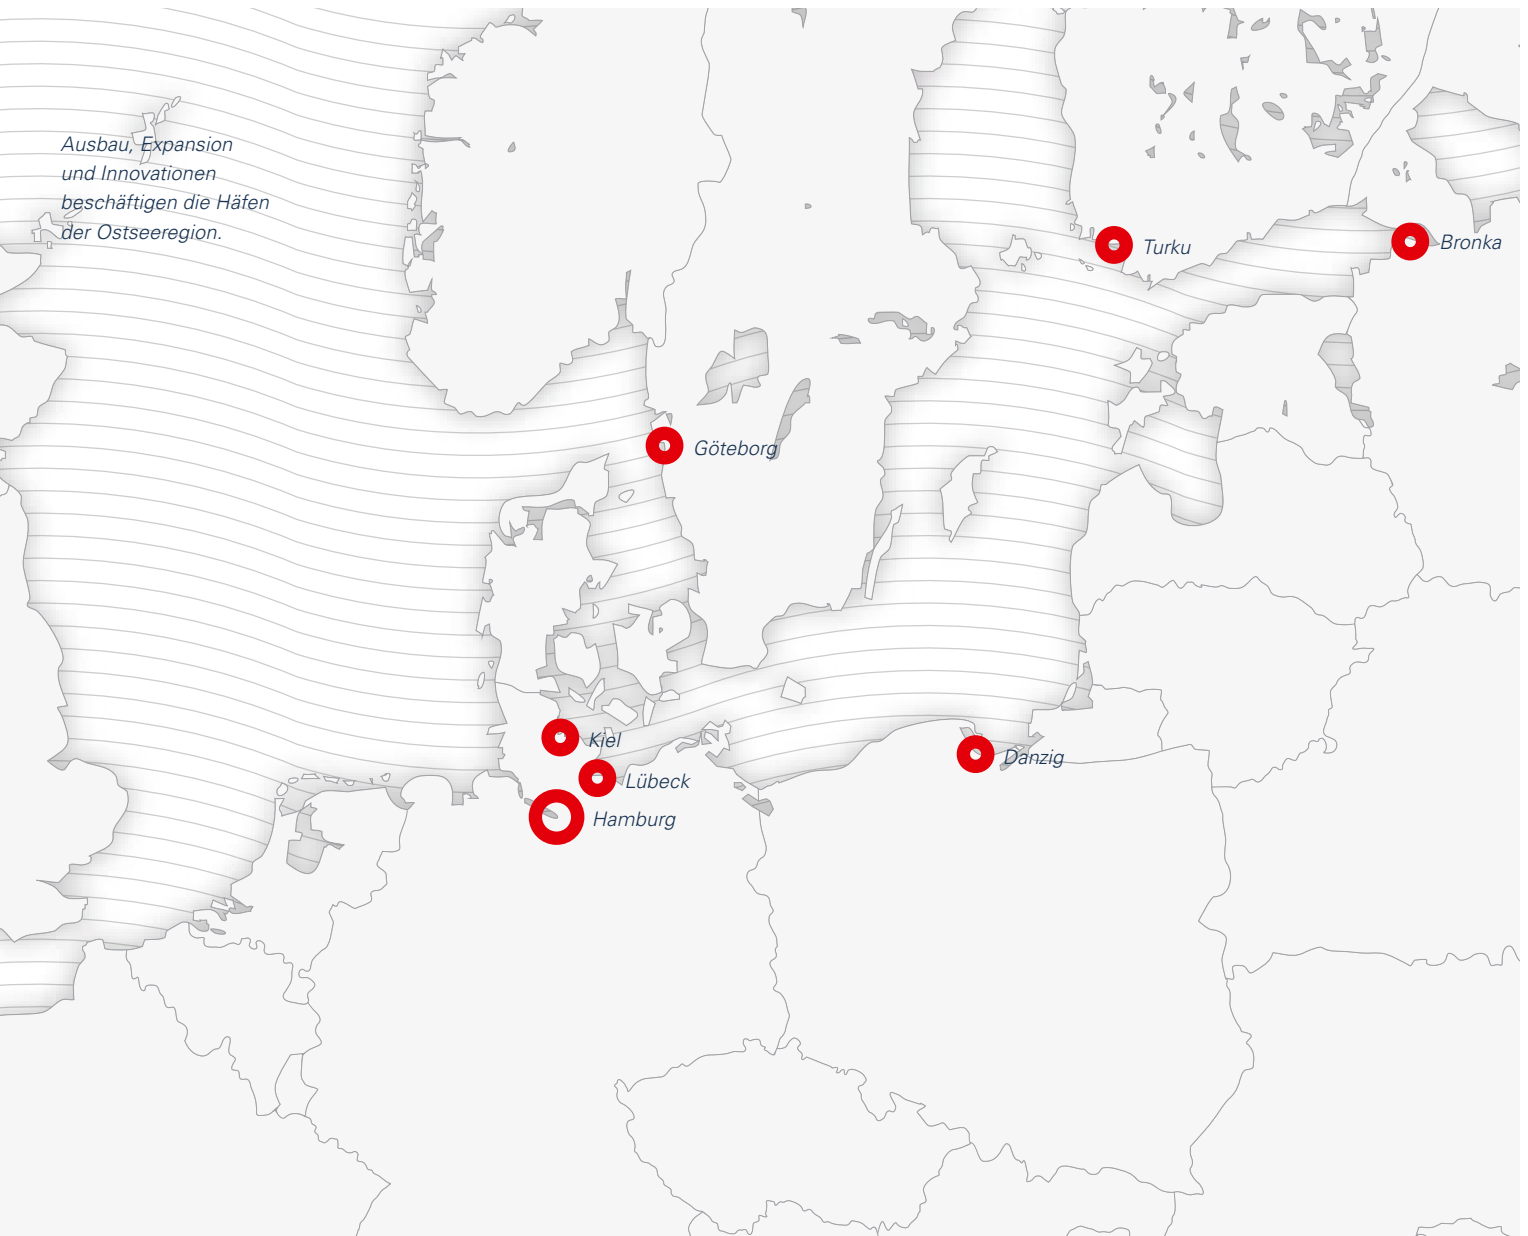 Ausbau, Expansion
und Innovationen
beschäftigen die Häfen
der Ostseeregion.
Turku
Bronka
Göteborg
Kiel
Danzig
Lübeck
Hamburg